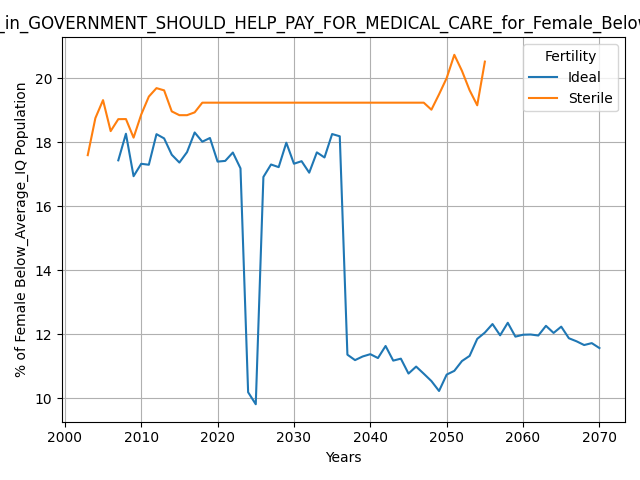 _in_GOVERNMENT_SHOULD_HELP_PAY_FOR_MEDICAL_CARE_for_Female_Below
Fertility
Ideal
Sterile
% of Female Below_Average_IQ Population
20
18
16
14
12
10
2000 2010 2020 2030 2040 2050 2060 2070
Years